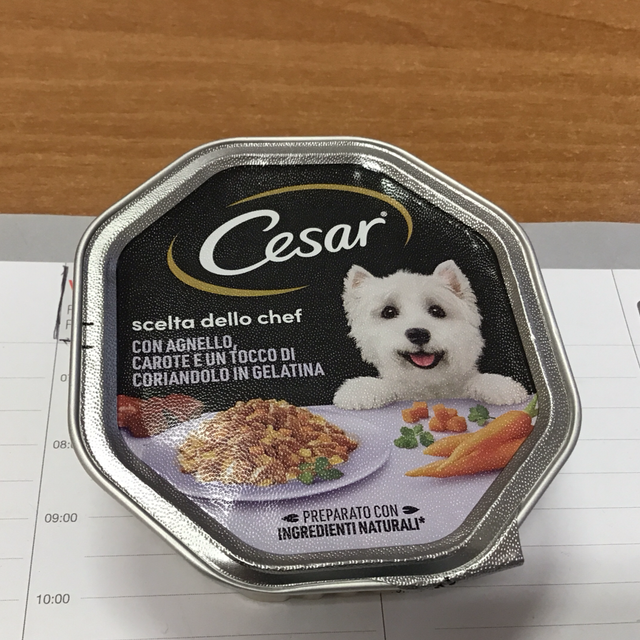 Cesar®
scelta dello chef
CON AGNELLO,
CAROTE E UN TOCCO DI
CORIANDOLO IN GELATINA
PREPARATO CON
INGREDIENTI NATURALI*
09:00
10:00